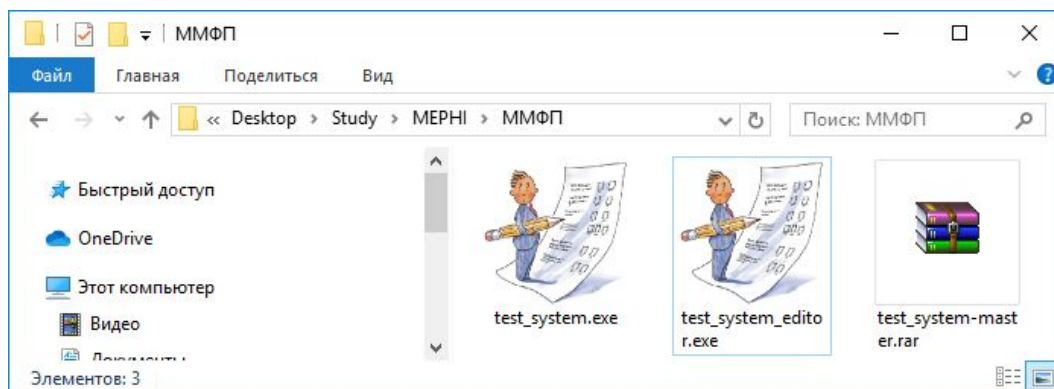 ММФП
Файл Главная Поделиться Вид
« Desktop › Study › MEPHI › ММФП Поиск: ММФП
Быстрый доступ
OneDrive
Этот компьютер
Видео
Документы
test_system.exe
test_system_edito
r.exe
test_system-mast
er.rar
Элементов: 3